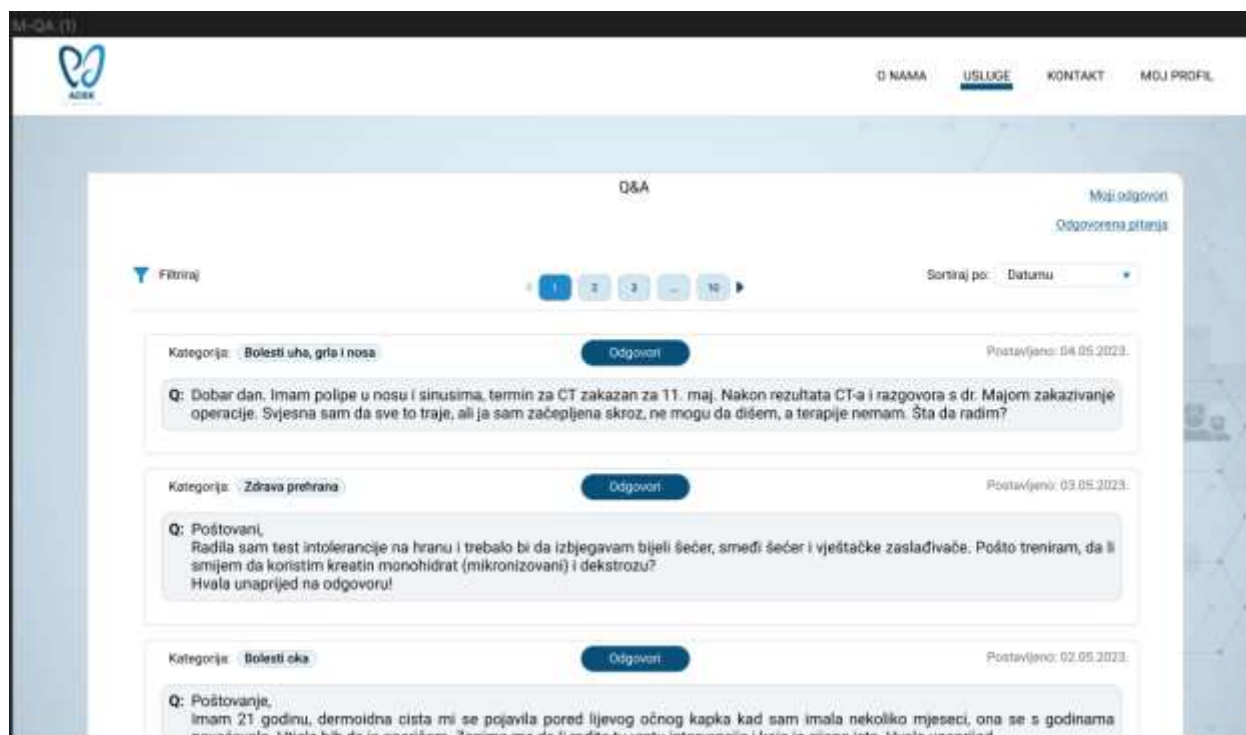 M-QA (1)
ADEK
O NAMA USLUGE KONTAKT MOJ PROFIL
Q&A
Moji odgovori
Odgovorena pitanja
Filtriraj
1 2 3 ... 10
Sortiraj po: Datumu
Kategorija: Bolesti uha, grla i nosa Odgovori Postavljeno: 04.05.2023.
Q: Dobar dan. Imam polipe u nosu i sinusima, termin za CT zakazan za 11. maj. Nakon rezultata CT-a i razgovora s dr. Majom zakazivanje
operacije. Svjesna sam da sve to traje, ali ja sam začepljena skroz, ne mogu da dišem, a terapije nemam. Šta da radim?
Kategorija: Zdrava prehrana Odgovori Postavljeno: 03.05.2023.
Q: Poštovani,
Radila sam test intolerancije na hranu i trebalo bi da izbjegavam bijeli šećer, smeđi šećer i vještačke zaslađivače. Pošto treniram, da li
smijem da koristim kreatin monohidrat (mikronizovani) i dekstrozu?
Hvala unaprijed na odgovoru!
Kategorija: Bolesti oka Odgovori Postavljeno: 02.05.2023.
Q: Poštovanje,
Imam 21 godinu, dermoidna cista mi se pojavila pored lijevog očnog kapka kad sam imala nekoliko mjeseci, ona se s godinama